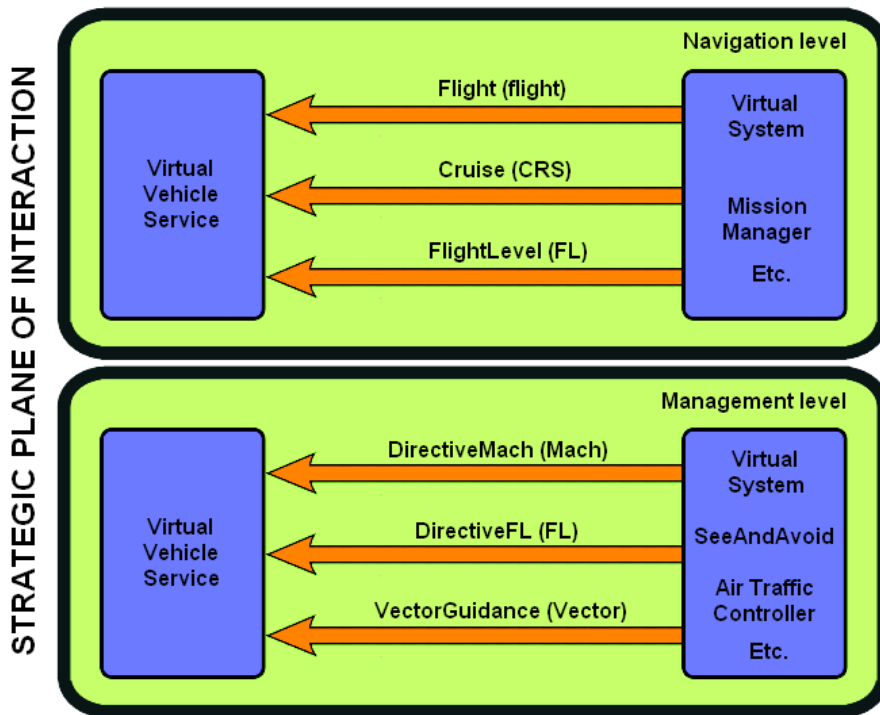 STRATEGIC PLANE OF INTERACTION
Navigation level
Virtual
Vehicle
Service
Flight (flight)
Cruise (CRS)
FlightLevel (FL)
Virtual
System
Mission
Manager
Etc.
Management level
Virtual
Vehicle
Service
DirectiveMach (Mach)
DirectiveFL (FL)
VectorGuidance (Vector)
Virtual
System
SeeAndAvoid
Air Traffic
Controller
Etc.